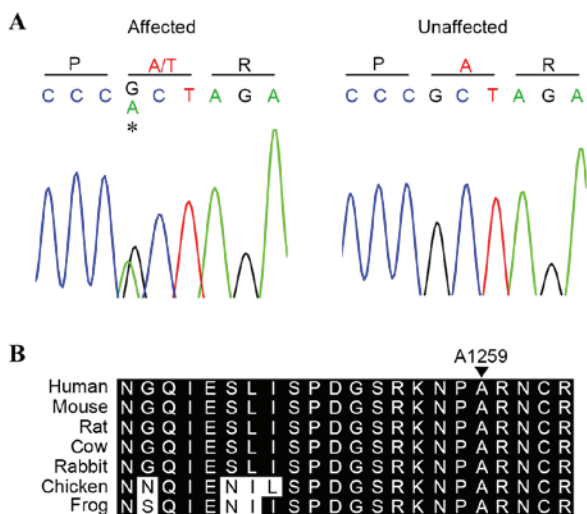 A
Affected
Unaffected
P A/T R
P A R
C C C G C T A G A
A
*
C C C G C T A G A
B
A1259
Human N G Q I E S L I S P D G S R K N P A R N C R
Mouse N G Q I E S L I S P D G S R K N P A R N C R
Rat N G Q I E S L I S P D G S R K N P A R N C R
Cow N G Q I E S L I S P D G S R K N P A R N C R
Rabbit N G Q I E S L I S P D G S R K N P A R N C R
Chicken N N Q I E N I L S P D G S R K N P A R N C R
Frog N S Q I E N I I S P D G S R K N P A R N C R